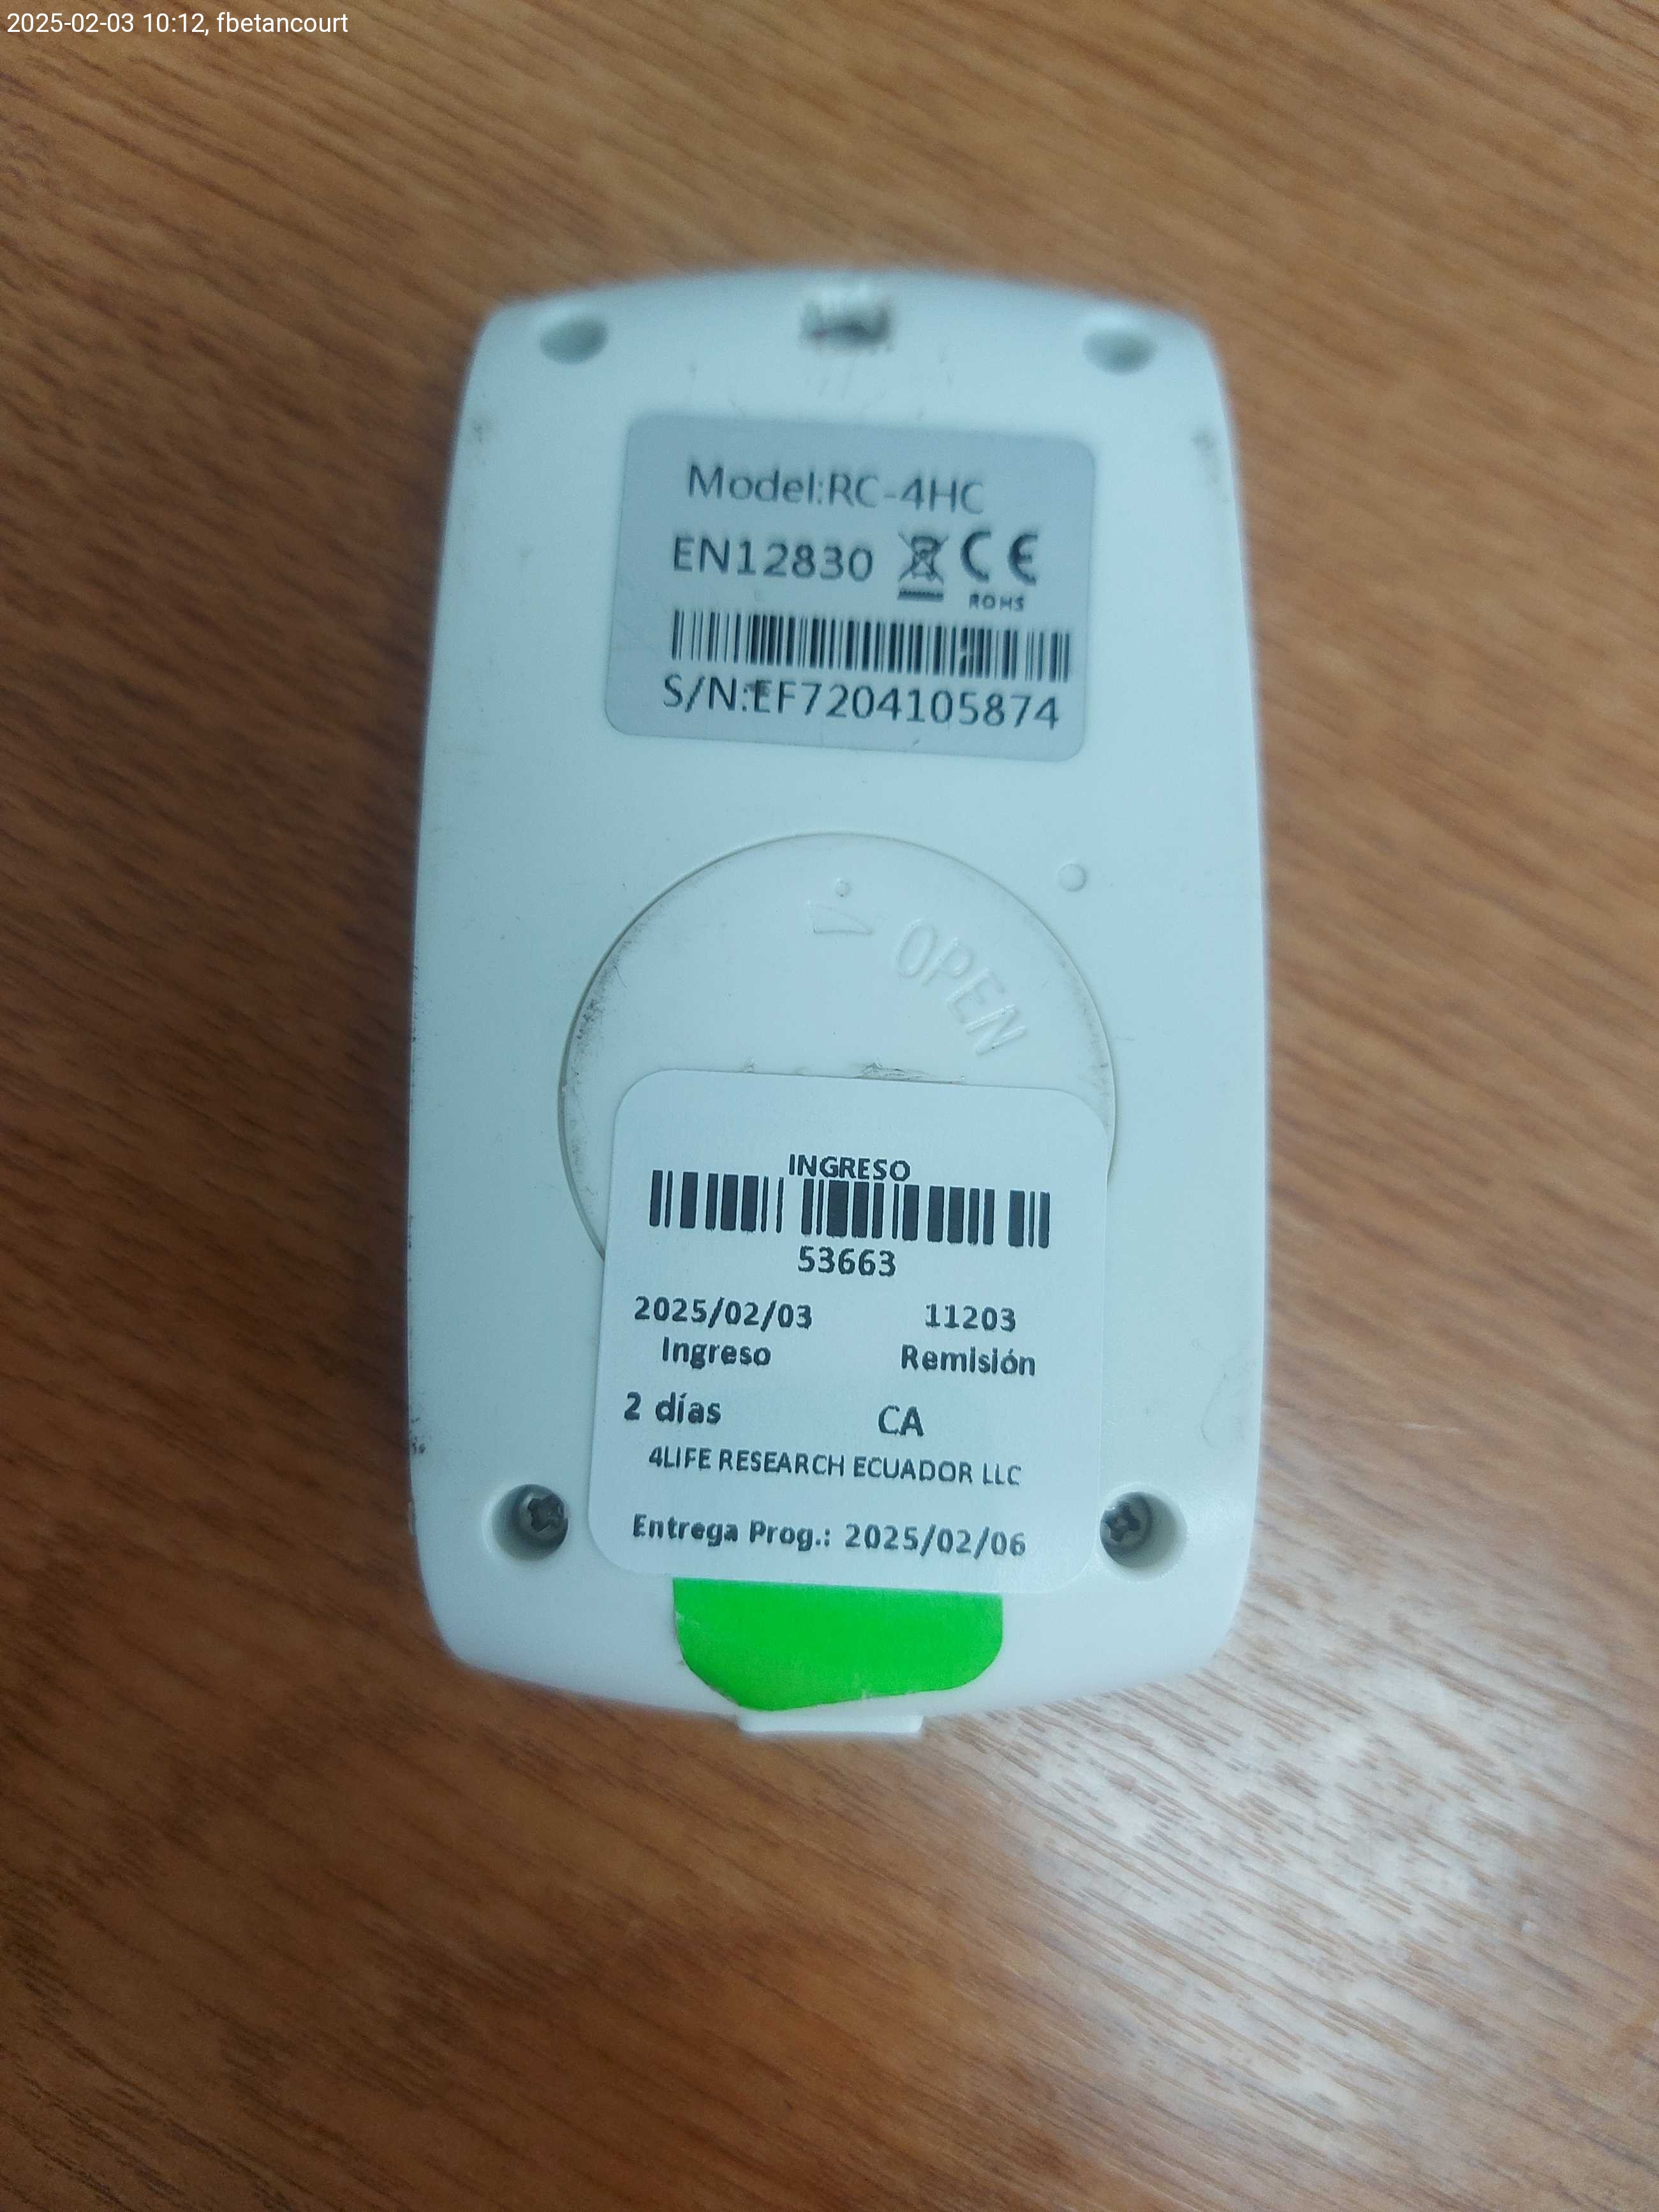 2025-02-03 10:12, fbetancourt
Model:RC-4HC
EN12830 CE
ROHS
S/N:EF7204105874
OPEN
INGRESO
53663
2025/02/03 11203
Ingreso Remisión
2 días CA
4LIFE RESEARCH ECUADOR LLC
Entrega Prog.: 2025/02/06